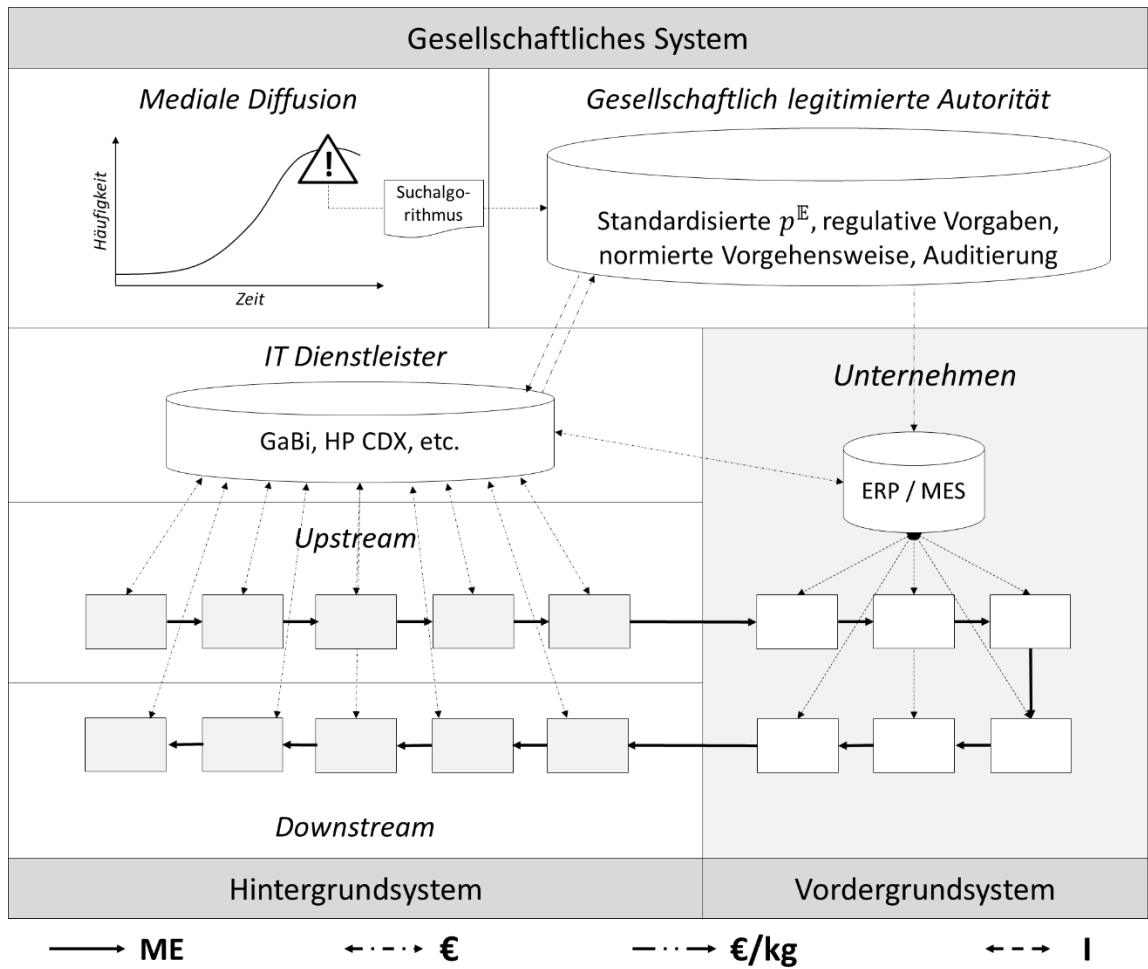 Gesellschaftliches System
Mediale Diffusion
Gesellschaftlich legitimierte Autorität
!
Häufigkeit
Suchalgo-
rithmus
Zeit
Standardisierte p^𝔼, regulative Vorgaben,
normierte Vorgehensweise, Auditierung
IT Dienstleister
Unternehmen
GaBi, HP CDX, etc.
ERP / MES
Upstream
Downstream
Hintergrundsystem
Vordergrundsystem
ME
€
€/kg
I